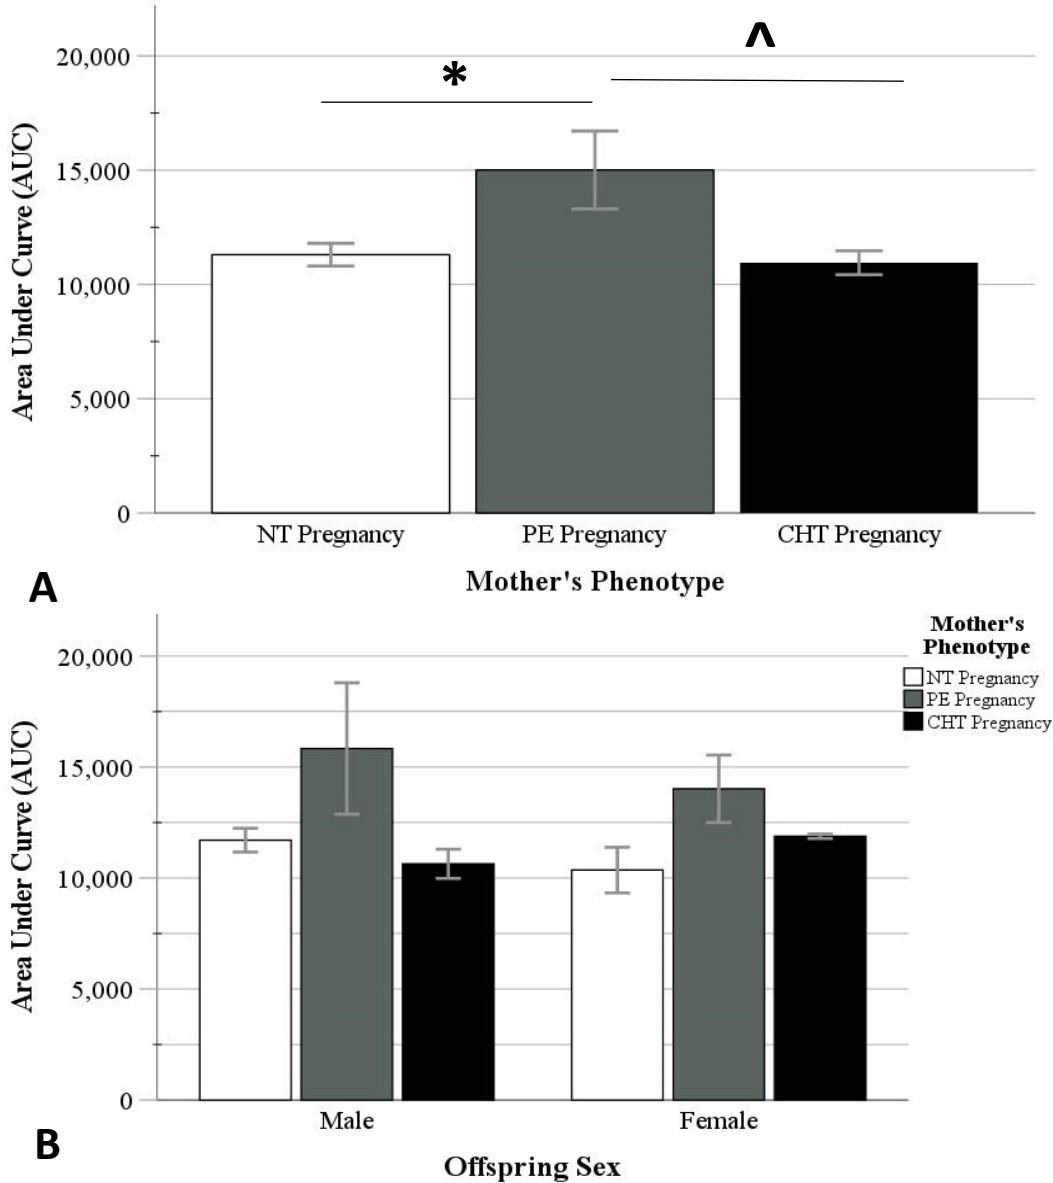 ^
*
20,000
15,000
10,000
5,000
0
Area Under Curve (AUC)
NT Pregnancy PE Pregnancy CHT Pregnancy
Mother's Phenotype
A
Mother's
Phenotype
NT Pregnancy
PE Pregnancy
CHT Pregnancy
20,000
15,000
10,000
5,000
0
Area Under Curve (AUC)
Male Female
Offspring Sex
B